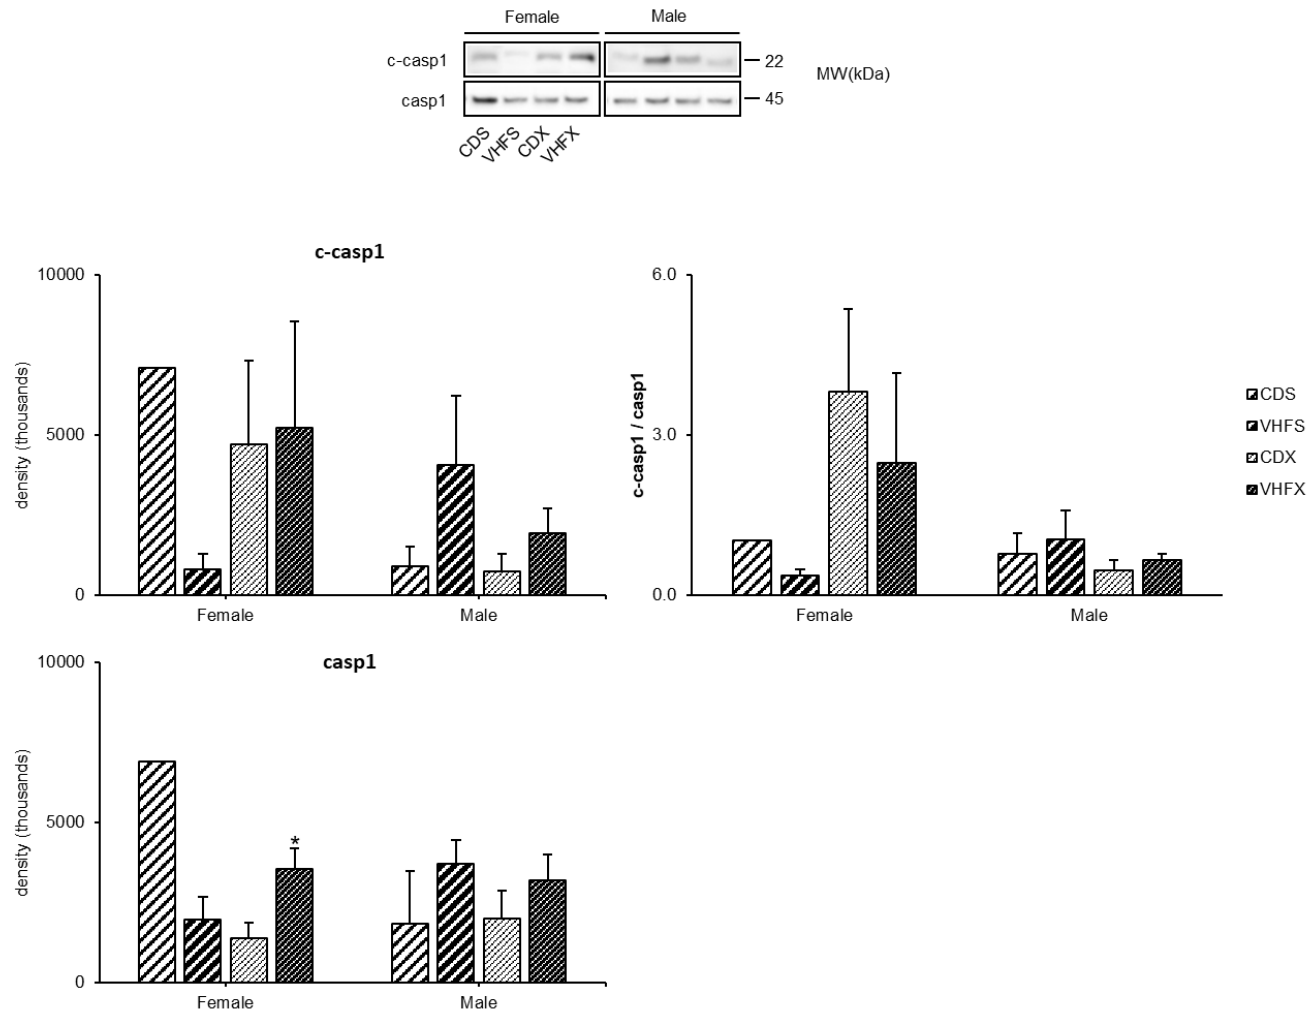 Female Male
c-casp1 22
MW(kDa)
casp1 45
CDS VHFS CDX VHFX
c-casp1
10000
5000
0
density (thousands)
Female Male
6.0
3.0
0.0
c-casp1 / casp1
Female Male
CDS
VHFS
CDX
VHFX
casp1
10000
5000
0
density (thousands)
*
Female Male